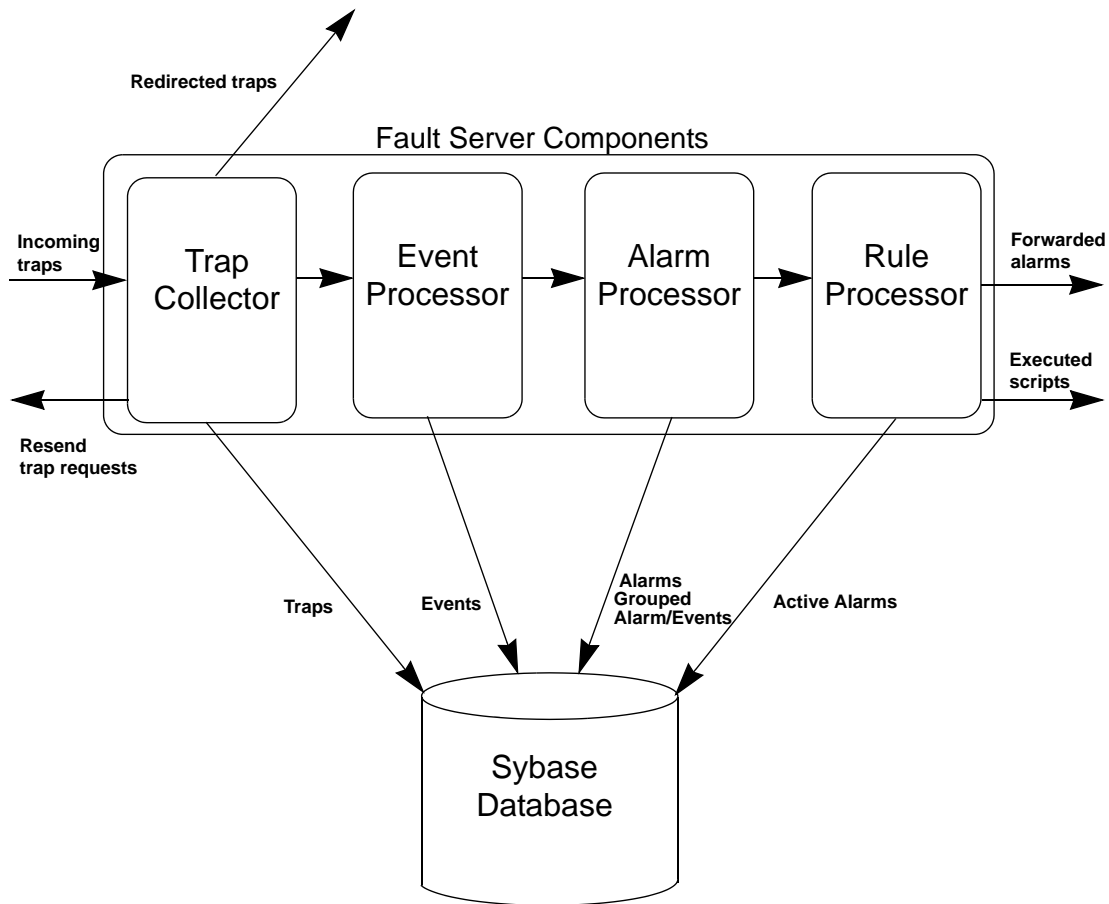 Redirected traps
Fault Server Components
Incoming
traps
Trap
Collector
Event
Processor
Alarm
Processor
Rule
Processor
Forwarded
alarms
Executed
scripts
Resend
trap requests
Traps
Events
Alarms
Grouped
Alarm/Events
Active Alarms
Sybase
Database